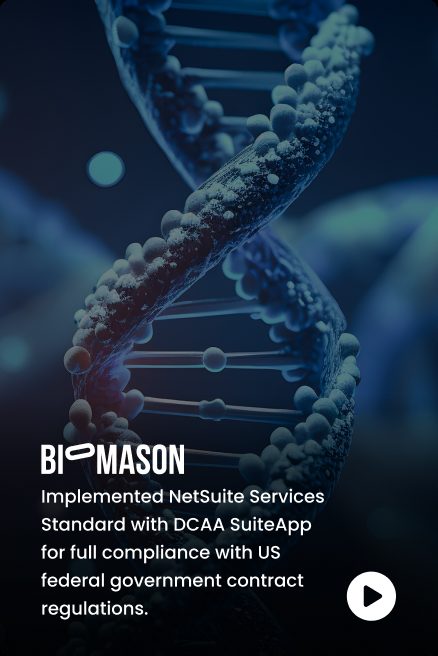 BIOMASON
Implemented NetSuite Services
Standard with DCAA SuiteApp
for full compliance with US
federal government contract
regulations.